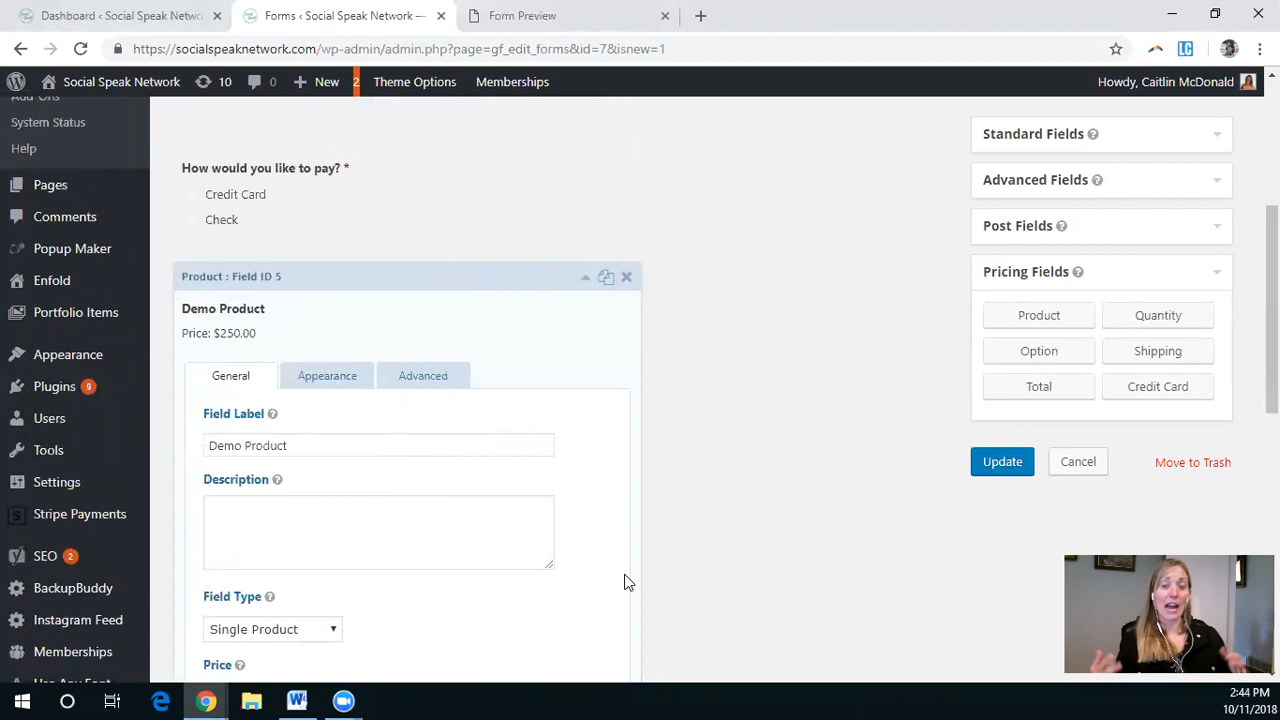 Dashboard ‹ Social Speak Netwo
Forms ‹ Social Speak Network —
Form Preview
https://socialspeaknetwork.com/wp-admin/admin.php?page=gf_edit_forms&id=7&isnew=1
Social Speak Network
10
0
New
2
Theme Options
Memberships
Howdy, Caitlin McDonald
Add-Ons
System Status
Help
Pages
Comments
Popup Maker
Enfold
Portfolio Items
Appearance
Plugins 9
Users
Tools
Settings
Stripe Payments
SEO 2
BackupBuddy
Instagram Feed
Memberships
Use Any Font
How would you like to pay? *
Credit Card
Check
Product : Field ID 5
Demo Product
Price: $250.00
General
Appearance
Advanced
Field Label
Demo Product
Description
Field Type
Single Product
Price
Standard Fields
Advanced Fields
Post Fields
Pricing Fields
Product
Quantity
Option
Shipping
Total
Credit Card
Update
Cancel
Move to Trash
2:44 PM
10/11/2018